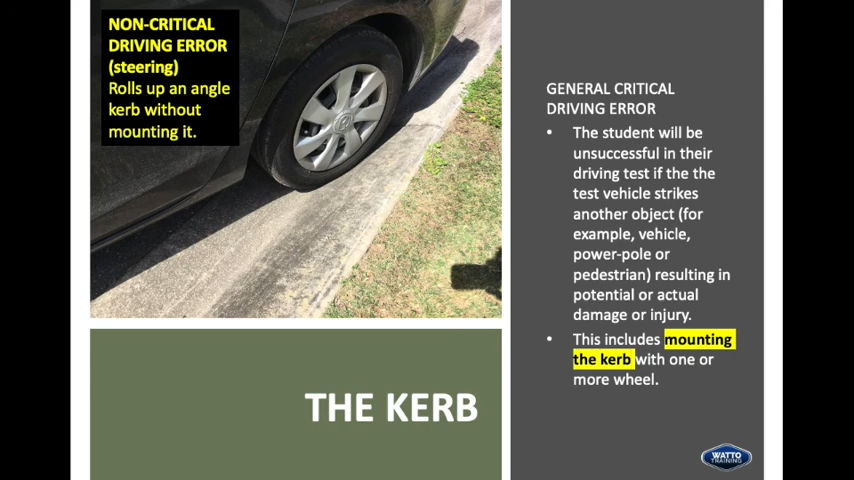 NON-CRITICAL
DRIVING ERROR
(steering)
Rolls up an angle
kerb without
mounting it.
THE KERB
GENERAL CRITICAL
DRIVING ERROR
• The student will be
unsuccessful in their
driving test if the the
test vehicle strikes
another object (for
example, vehicle,
power-pole or
pedestrian) resulting in
potential or actual
damage or injury.
• This includes mounting
the kerb with one or
more wheel.
WATTO
TRAINING